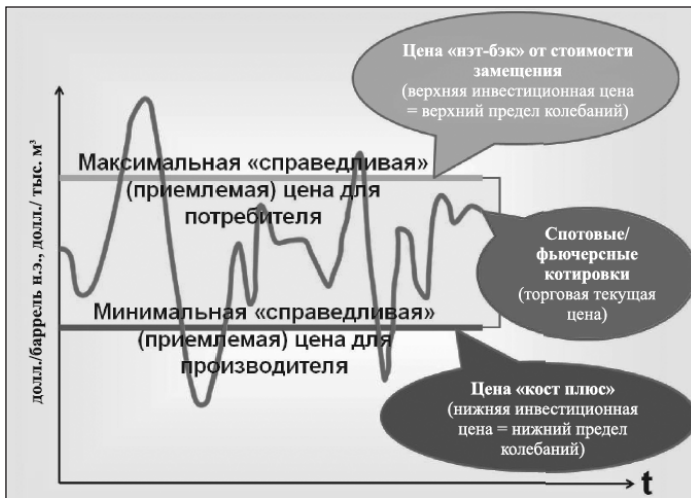 Цена «нэт-бэк» от стоимости
замещения
(верхняя инвестиционная цена
= верхний предел колебаний)
долл./баррель н.э., долл./ тыс. м³
Максимальная «справедливая»
(приемлемая) цена для
потребителя
Спотовые/
фьючерсные
котировки
(торговая текущая
цена)
Минимальная «справедливая»
(приемлемая) цена для
производителя
Цена «кост плюс»
(нижняя инвестиционная
цена = нижний предел
колебаний)
t